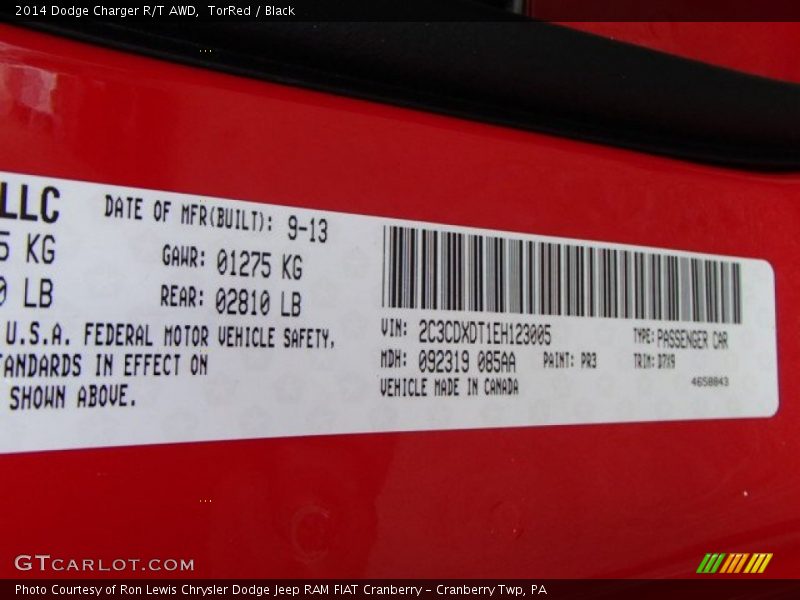 2014 Dodge Charger R/T AWD, TorRed / Black
LLC
DATE OF MFR(BUILT): 9-13
5 KG
GAWR: 01275 KG
0 LB
REAR: 02810 LB
U.S.A. FEDERAL MOTOR VEHICLE SAFETY,
TANDARDS IN EFFECT ON
SHOWN ABOVE.
VIN: 2C3CDXDT1EH123005
TYPE: PASSENGER CAR
MDH: 092319 085AA
PAINT: PR3
TRIM: D7X9
VEHICLE MADE IN CANADA
4658843
GTCARLOT.COM
Photo Courtesy of Ron Lewis Chrysler Dodge Jeep RAM FIAT Cranberry – Cranberry Twp, PA